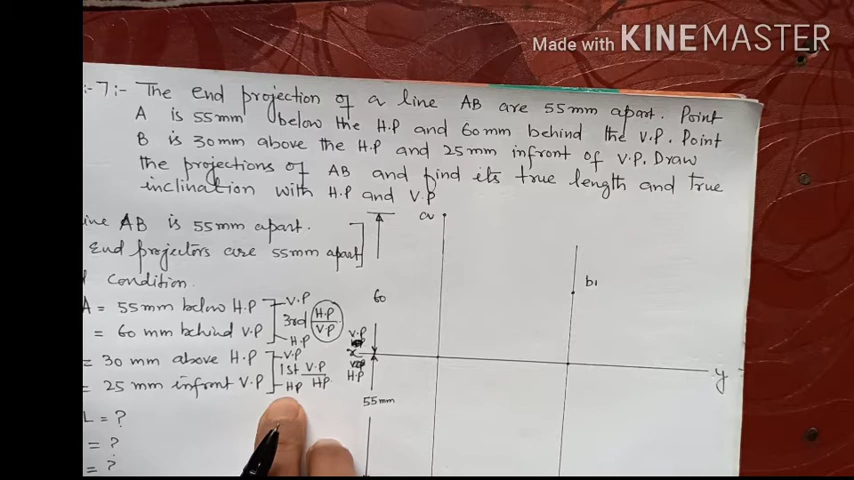 Made with KINEMASTER
:-7:- The end projection of a line AB are 55mm apart. Point
A is 55mm below the H.P and 60mm behind the V.P. Point
B is 30mm above the H.P and 25mm infront of V.P. Draw
the projections of AB and find its true length and true
inclination with H.P and V.P
ine AB is 55mm apart.
End projectors are 55mm apart
condition
A = 55mm below H.P
= 60 mm behind V.P
= 30 mm above H.P
= 25 mm infront V.P
L = ?
= ?
= ?
V.P
3rd H.P
V.P
H.P
V.P
1st V.P
HP
HP
a
60
V.P
x
H.P
55mm
b1
y